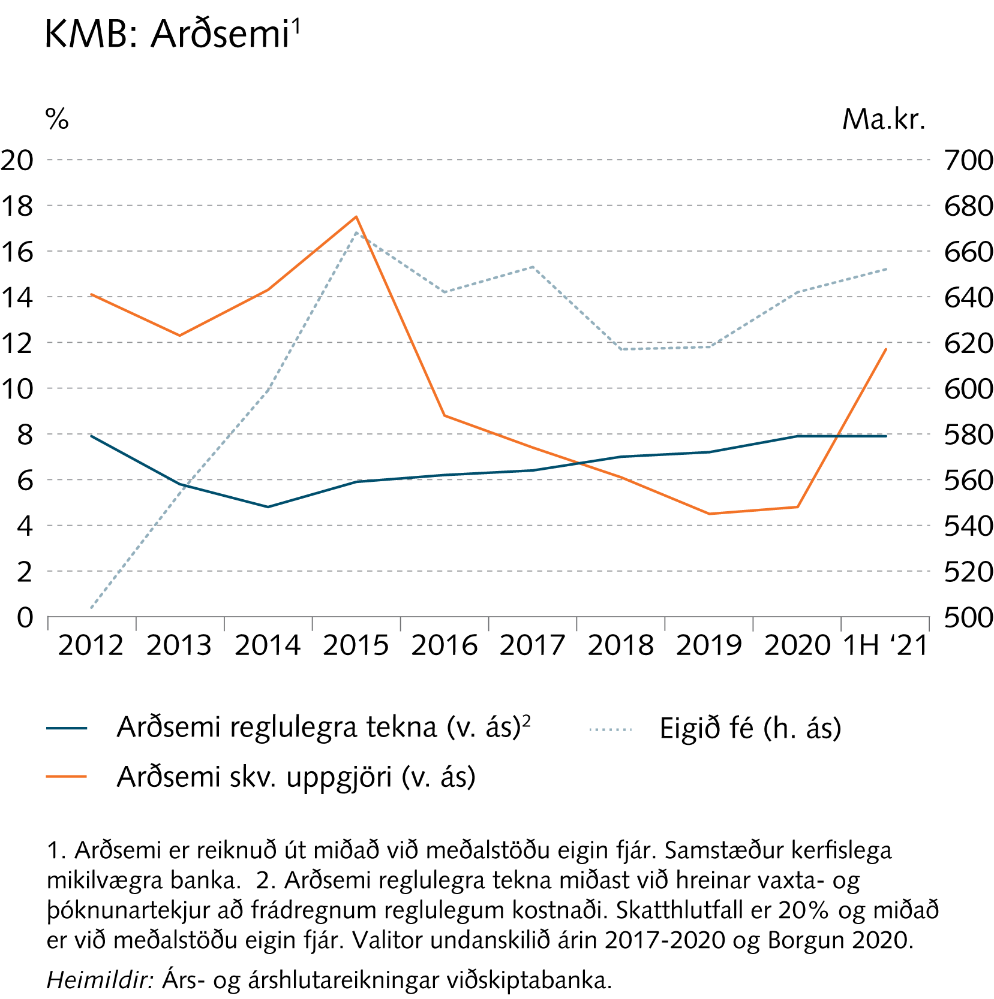 KMB: Arðsemi¹
% Ma.kr.
20 700
18 680
16 660
14 640
12 620
10 600
8 580
6 560
4 540
2 520
0 500
2012 2013 2014 2015 2016 2017 2018 2019 2020 1H ‘21
Arðsemi reglulegra tekna (v. ás)² Eigið fé (h. ás)
Arðsemi skv. uppgjöri (v. ás)
1. Arðsemi er reiknuð út miðað við meðalstöðu eigin fjár. Samstæður kerfislega
mikilvægra banka. 2. Arðsemi reglulegra tekna miðast við hreinar vaxta- og
þóknunartekjur að frádregnum reglulegum kostnaði. Skatthlutfall er 20% og miðað
er við meðalstöðu eigin fjár. Valitor undanskilið árin 2017-2020 og Borgun 2020.
Heimildir: Árs- og árshlutareikningar viðskiptabanka.